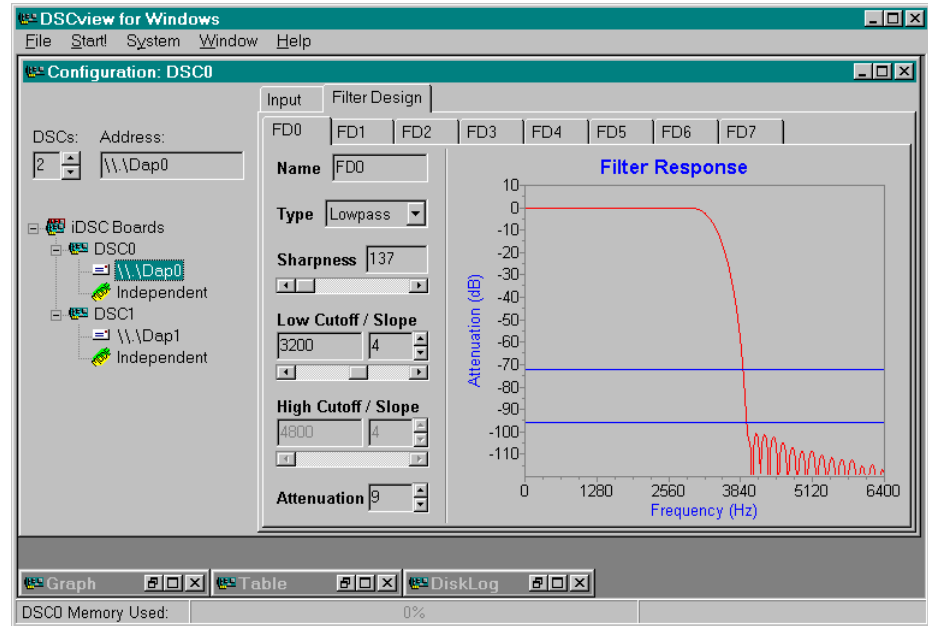 DSCview for Windows
File Start! System Window Help
Configuration: DSC0
Input Filter Design
DSCs: Address:
2 \\.\Dap0
FD0 FD1 FD2 FD3 FD4 FD5 FD6 FD7
iDSC Boards
DSC0
\\.\Dap0
Independent
DSC1
\\.\Dap1
Independent
Name FD0
Type Lowpass
Sharpness 137
Low Cutoff / Slope
3200 4
High Cutoff / Slope
4800 4
Attenuation 9
Filter Response
Attenuation (dB)
10
0
-10
-20
-30
-40
-50
-60
-70
-80
-90
-100
-110
0 1280 2560 3840 5120 6400
Frequency (Hz)
Graph Table DiskLog
DSC0 Memory Used: 0%